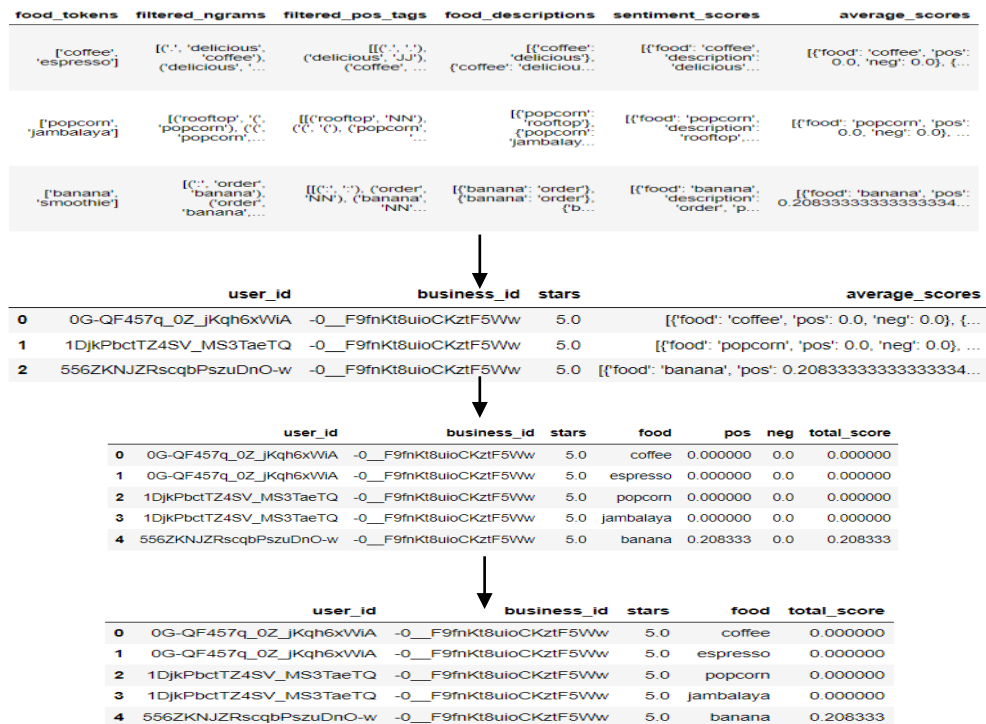 food_tokens filtered_ngrams filtered_pos_tags food_descriptions sentiment_scores average_scores
['coffee', 'espresso'] [('.', 'delicious', 'coffee'), ('delicious', '... [[('.', '.'), ('delicious', 'JJ'), ('coffee', ... [{'coffee': 'delicious'}, {'coffee': 'deliciou... [{'food': 'coffee', 'description': 'delicious'... [{'food': 'coffee', 'pos': 0.0, 'neg': 0.0}, {...
['popcorn', 'jambalaya'] [('rooftop', '(', 'popcorn'), ('(', 'popcorn',... [[('rooftop', 'NN'), ('(', '('), ('popcorn', '... [{'popcorn': 'rooftop'}, {'popcorn': 'jambalay... [{'food': 'popcorn', 'description': 'rooftop',... [{'food': 'popcorn', 'pos': 0.0, 'neg': 0.0}, ...
['banana', 'smoothie'] [(':', 'order', 'banana'), ('order', 'banana',... [[(':', ':'), ('order', 'NN'), ('banana', 'NN'... [{'banana': 'order'}, {'banana': 'order'}, {'b... [{'food': 'banana', 'description': 'order', 'p... [{'food': 'banana', 'pos': 0.20833333333333334...
user_id business_id stars average_scores
0 0G-QF457q_0Z_jKqh6xWiA -0__F9fnKt8uioCKztF5Ww 5.0 [{'food': 'coffee', 'pos': 0.0, 'neg': 0.0}, {...
1 1DjkPbctTZ4SV_MS3TaeTQ -0__F9fnKt8uioCKztF5Ww 5.0 [{'food': 'popcorn', 'pos': 0.0, 'neg': 0.0}, ...
2 556ZKNJZRscqbPszuDnO-w -0__F9fnKt8uioCKztF5Ww 5.0 [{'food': 'banana', 'pos': 0.20833333333333334...
user_id business_id stars food pos neg total_score
0 0G-QF457q_0Z_jKqh6xWiA -0__F9fnKt8uioCKztF5Ww 5.0 coffee 0.000000 0.0 0.000000
1 0G-QF457q_0Z_jKqh6xWiA -0__F9fnKt8uioCKztF5Ww 5.0 espresso 0.000000 0.0 0.000000
2 1DjkPbctTZ4SV_MS3TaeTQ -0__F9fnKt8uioCKztF5Ww 5.0 popcorn 0.000000 0.0 0.000000
3 1DjkPbctTZ4SV_MS3TaeTQ -0__F9fnKt8uioCKztF5Ww 5.0 jambalaya 0.000000 0.0 0.000000
4 556ZKNJZRscqbPszuDnO-w -0__F9fnKt8uioCKztF5Ww 5.0 banana 0.208333 0.0 0.208333
user_id business_id stars food total_score
0 0G-QF457q_0Z_jKqh6xWiA -0__F9fnKt8uioCKztF5Ww 5.0 coffee 0.000000
1 0G-QF457q_0Z_jKqh6xWiA -0__F9fnKt8uioCKztF5Ww 5.0 espresso 0.000000
2 1DjkPbctTZ4SV_MS3TaeTQ -0__F9fnKt8uioCKztF5Ww 5.0 popcorn 0.000000
3 1DjkPbctTZ4SV_MS3TaeTQ -0__F9fnKt8uioCKztF5Ww 5.0 jambalaya 0.000000
4 556ZKNJZRscqbPszuDnO-w -0__F9fnKt8uioCKztF5Ww 5.0 banana 0.208333